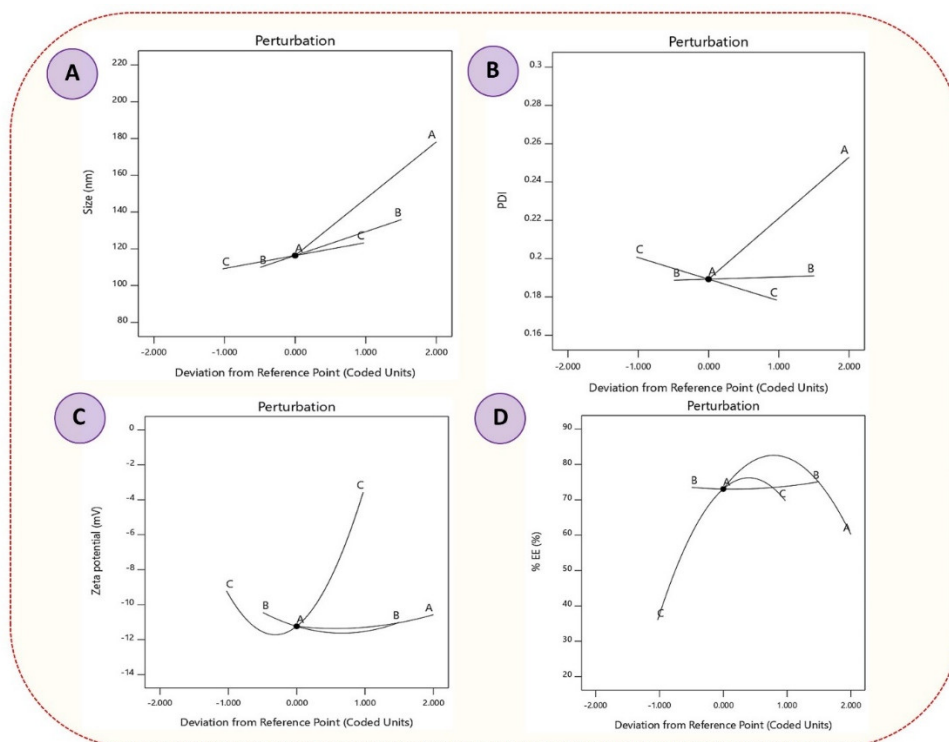 A
Perturbation
220
200
180
160
140
120
100
80
Size (nm)
A
B
A
C
B
C
-2.000 -1.000 0.000 1.000 2.000
Deviation from Reference Point (Coded Units)
B
Perturbation
0.3
0.28
0.26
0.24
0.22
0.2
0.18
0.16
PDI
A
C
A
B
B
C
-2.000 -1.000 0.000 1.000 2.000
Deviation from Reference Point (Coded Units)
C
Perturbation
0
-2
-4
-6
-8
-10
-12
-14
Zeta potential (mV)
C
C
B
A
B
A
-2.000 -1.000 0.000 1.000 2.000
Deviation from Reference Point (Coded Units)
D
Perturbation
90
80
70
60
50
40
30
20
% EE (%)
B
A
B
C
A
C
-2.000 -1.000 0.000 1.000 2.000
Deviation from Reference Point (Coded Units)